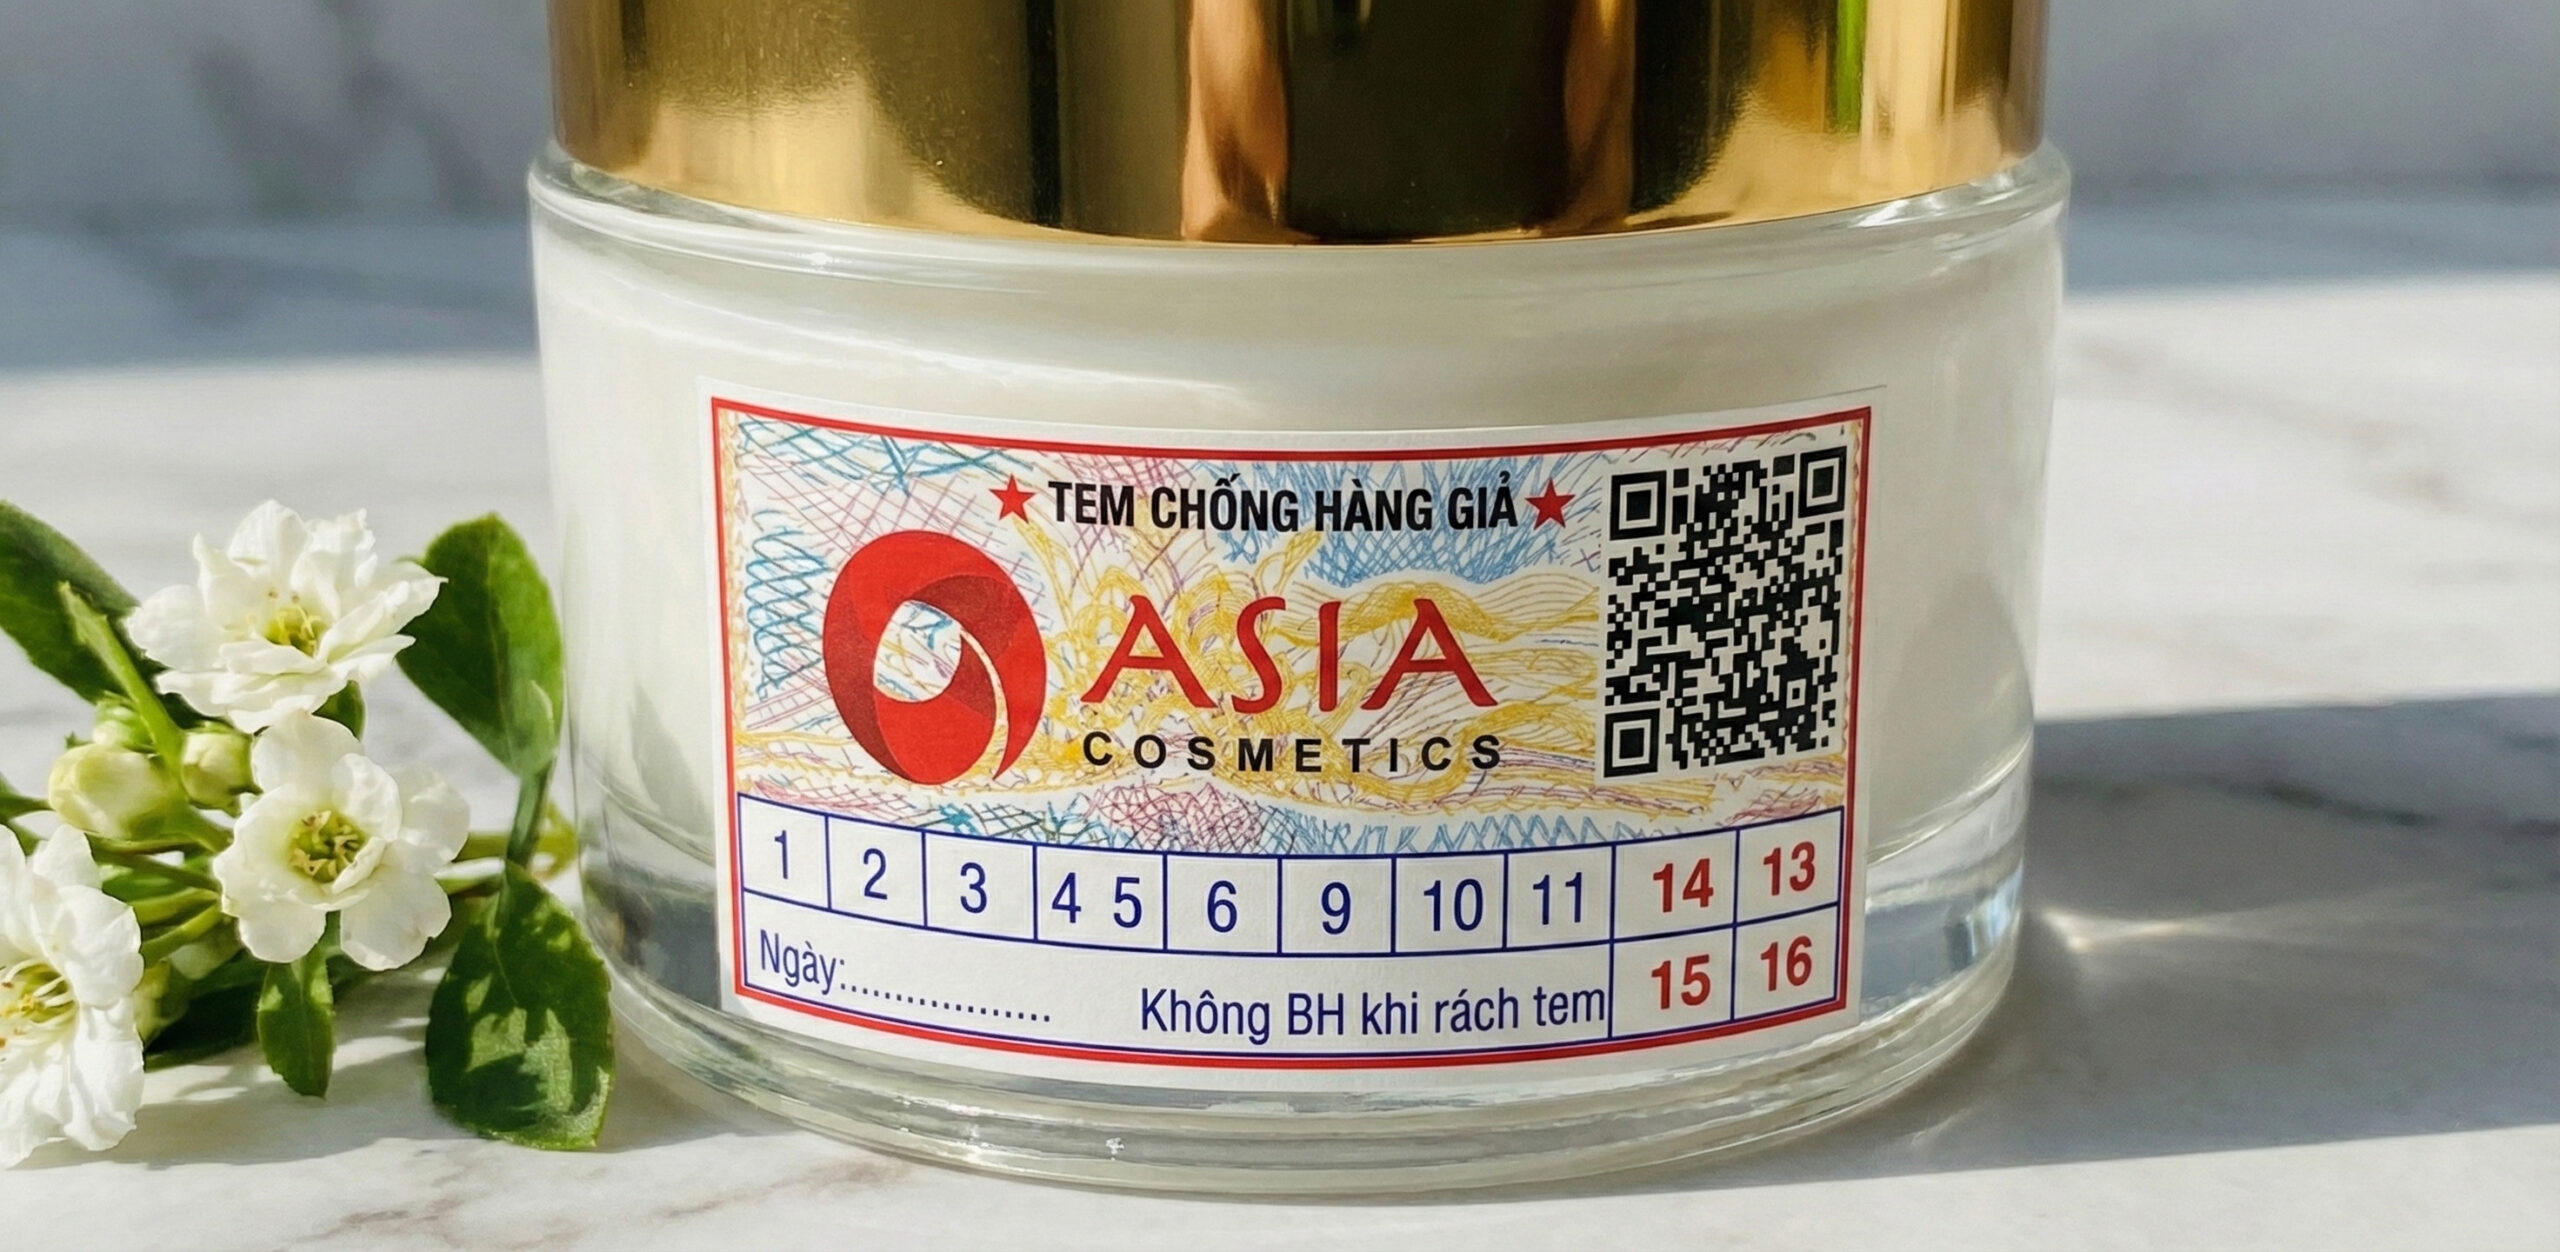 TEM CHỐNG HÀNG GIẢ
ASIA
COSMETICS
1 2 3 4 5 6 9 10 11 14 13
Ngày:.................. Không BH khi rách tem 15 16